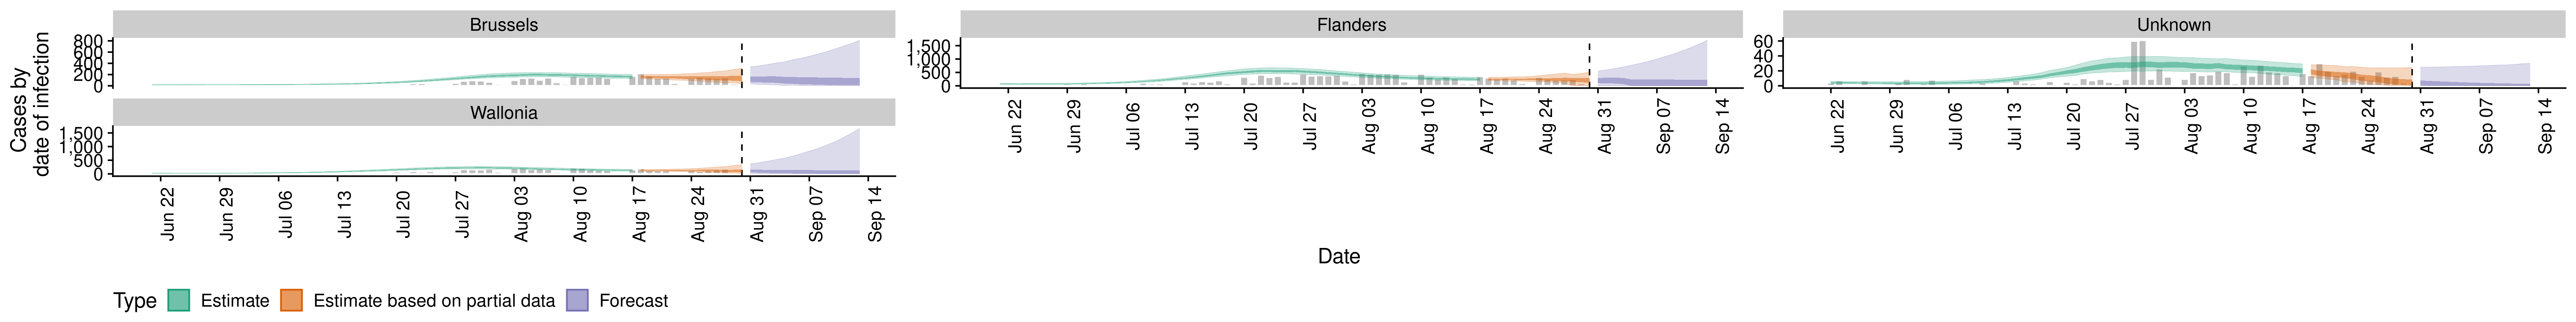 Brussels
Flanders
Unknown
Cases by
date of infection
800
600
400
200
0
1,500
1,000
500
0
60
40
20
0
Jun 22
Jun 29
Jul 06
Jul 13
Jul 20
Jul 27
Aug 03
Aug 10
Aug 17
Aug 24
Aug 31
Sep 07
Sep 14
Jun 22
Jun 29
Jul 06
Jul 13
Jul 20
Jul 27
Aug 03
Aug 10
Aug 17
Aug 24
Aug 31
Sep 07
Sep 14
Wallonia
1,500
1,000
500
0
Jun 22
Jun 29
Jul 06
Jul 13
Jul 20
Jul 27
Aug 03
Aug 10
Aug 17
Aug 24
Aug 31
Sep 07
Sep 14
Date
Type Estimate Estimate based on partial data Forecast